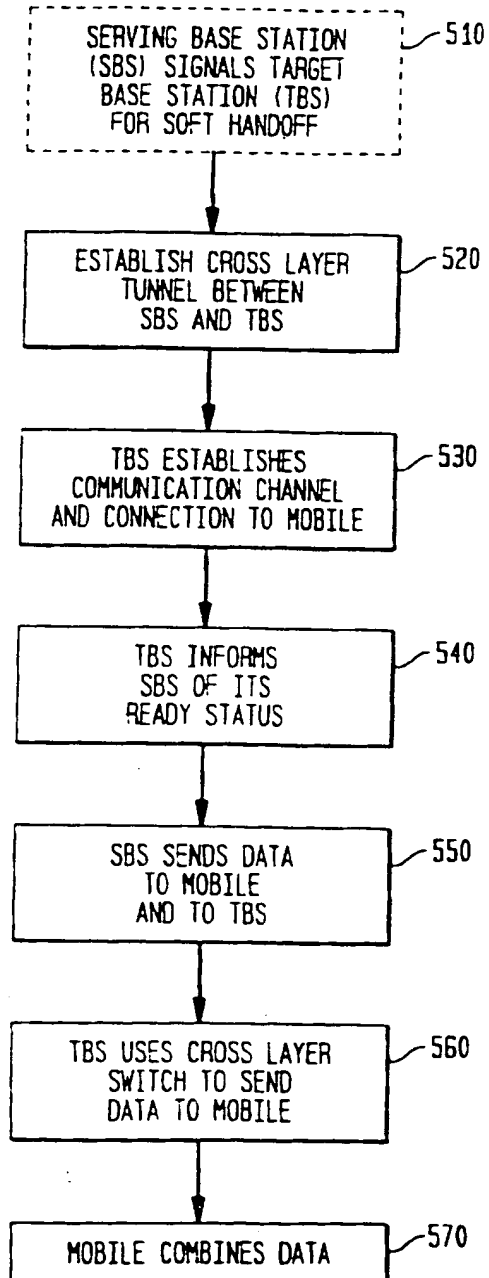 SERVING BASE STATION
(SBS) SIGNALS TARGET
BASE STATION (TBS)
FOR SOFT HANDOFF
510
ESTABLISH CROSS LAYER
TUNNEL BETWEEN
SBS AND TBS
520
TBS ESTABLISHES
COMMUNICATION CHANNEL
AND CONNECTION TO MOBILE
530
TBS INFORMS
SBS OF ITS
READY STATUS
540
SBS SENDS DATA
TO MOBILE
AND TO TBS
550
TBS USES CROSS LAYER
SWITCH TO SEND
DATA TO MOBILE
560
MOBILE COMBINES DATA
570